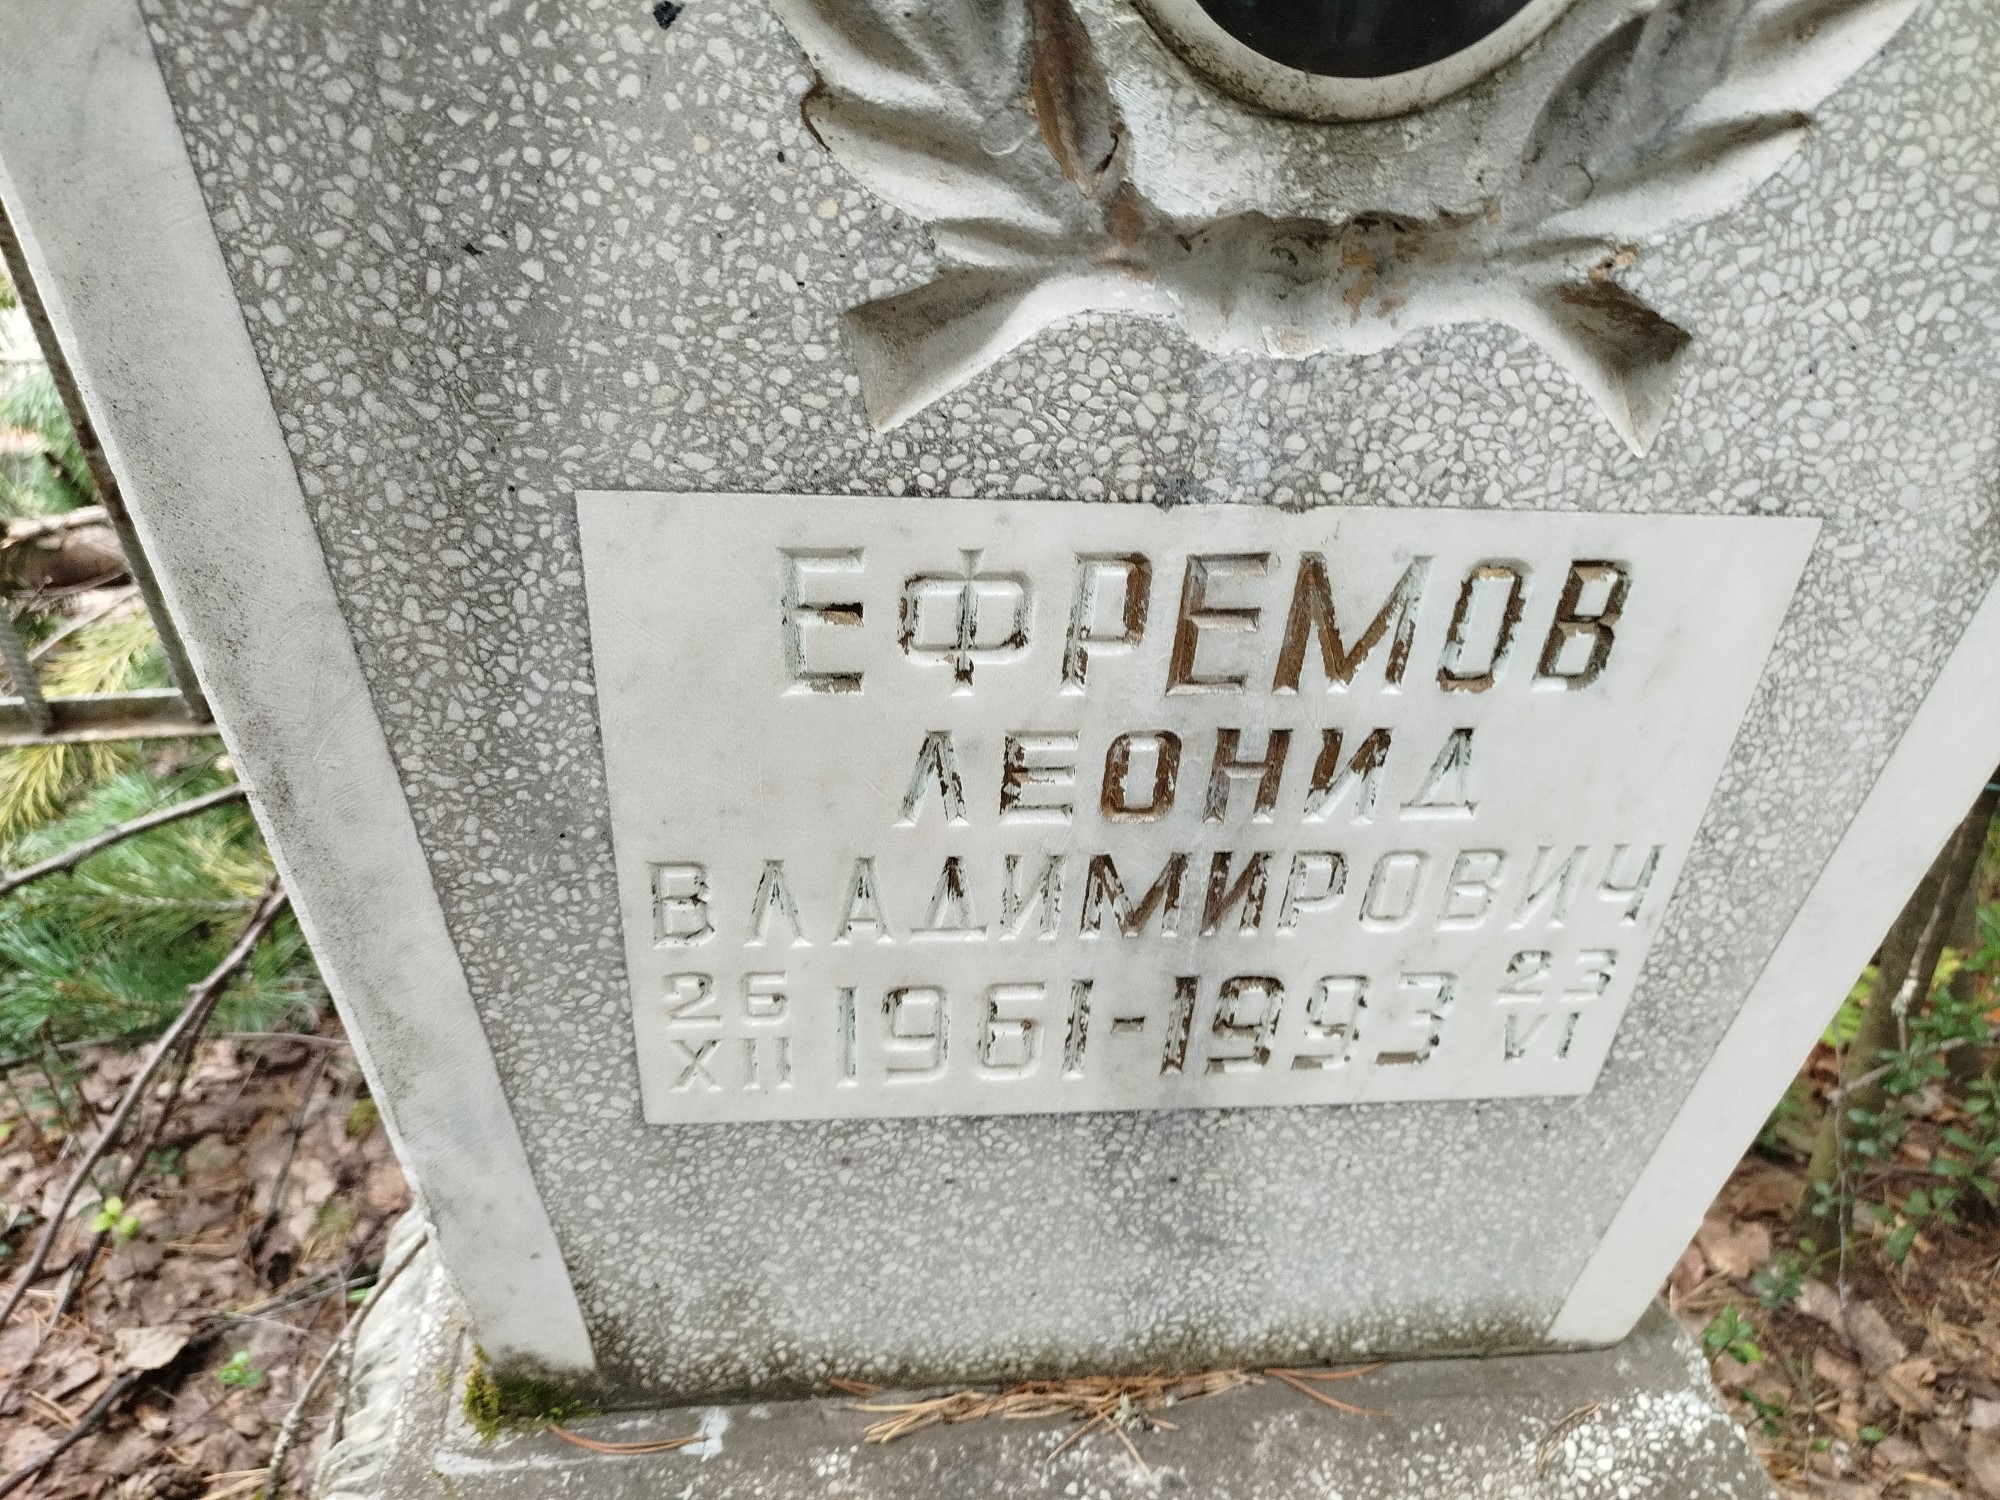 ЕФРЕМОВ
ЛЕОНИД
ВЛАДИМИРОВИЧ
26 XII 1961-1993 23 VI